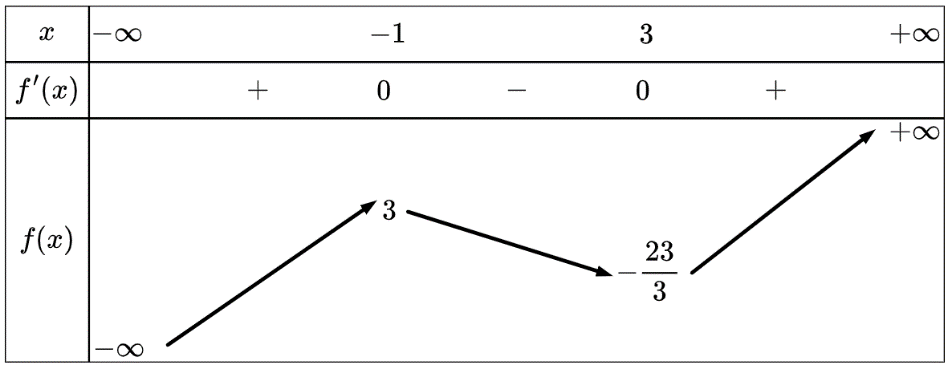 x −∞ −1 3 +∞
f′(x) + 0 − 0 +
f(x) −∞ 3 −23/3 +∞